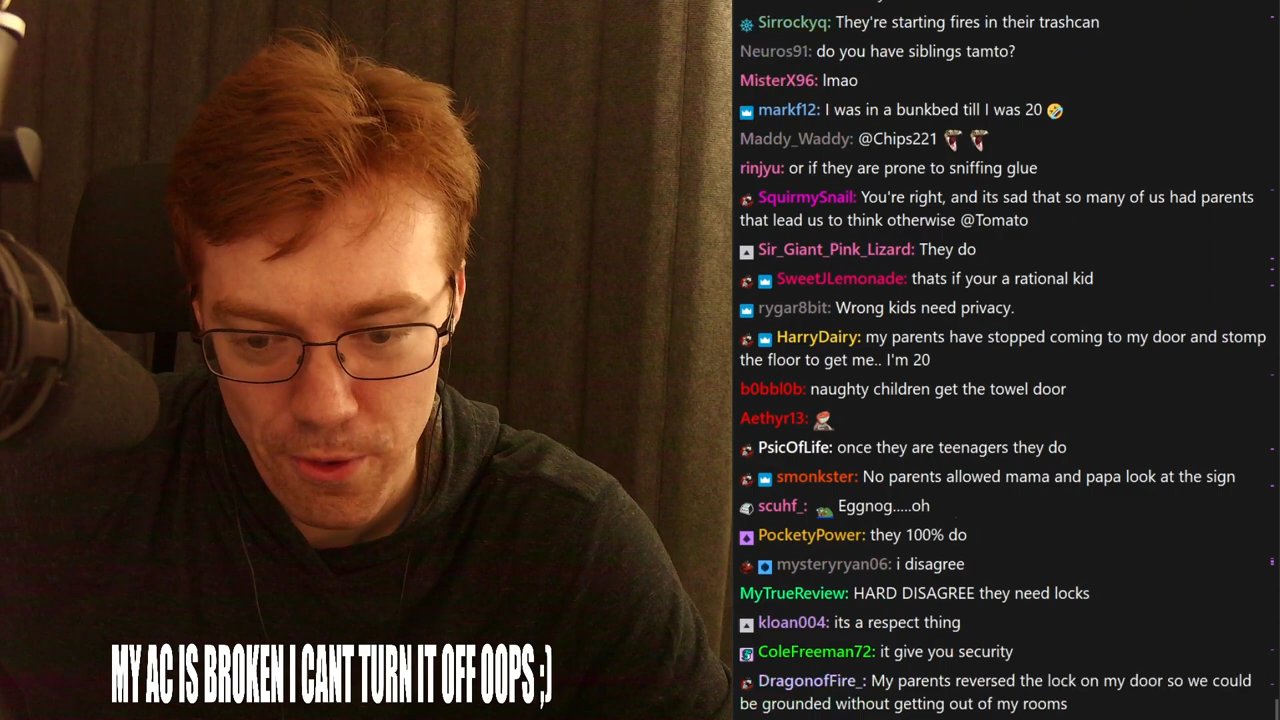 Sirrockyq: They're starting fires in their trashcan
Neuros91: do you have siblings tamto?
MisterX96: lmao
markf12: I was in a bunkbed till I was 20 🤣
Maddy_Waddy: @Chips221
rinjyu: or if they are prone to sniffing glue
SquirmySnail: You're right, and its sad that so many of us had parents
that lead us to think otherwise @Tomato
Sir_Giant_Pink_Lizard: They do
SweetJLemonade: thats if your a rational kid
rygar8bit: Wrong kids need privacy.
HarryDairy: my parents have stopped coming to my door and stomp
the floor to get me.. I'm 20
b0bbl0b: naughty children get the towel door
Aethyr13:
PsicOfLife: once they are teenagers they do
smonkster: No parents allowed mama and papa look at the sign
scuhf_: Eggnog.....oh
PocketyPower: they 100% do
mysteryryan06: i disagree
MyTrueReview: HARD DISAGREE they need locks
kloan004: its a respect thing
ColeFreeman72: it give you security
DragonofFire_: My parents reversed the lock on my door so we could
be grounded without getting out of my rooms
MY AC IS BROKEN I CANT TURN IT OFF OOPS ;)